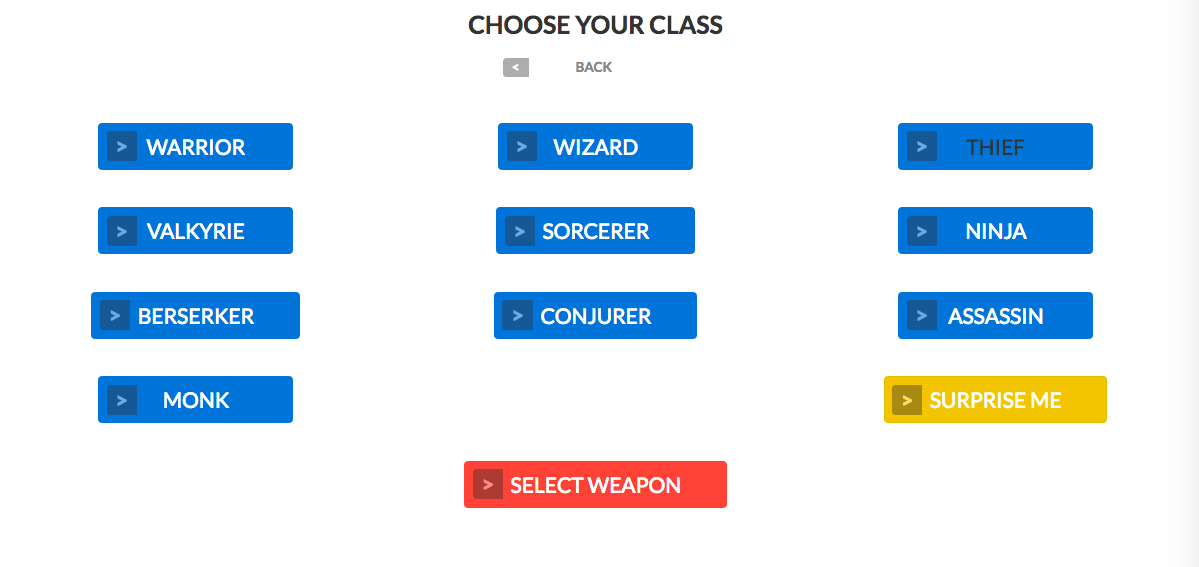 CHOOSE YOUR CLASS
< BACK
> WARRIOR > WIZARD > THIEF
> VALKYRIE > SORCERER > NINJA
> BERSERKER > CONJURER > ASSASSIN
> MONK > SURPRISE ME
> SELECT WEAPON